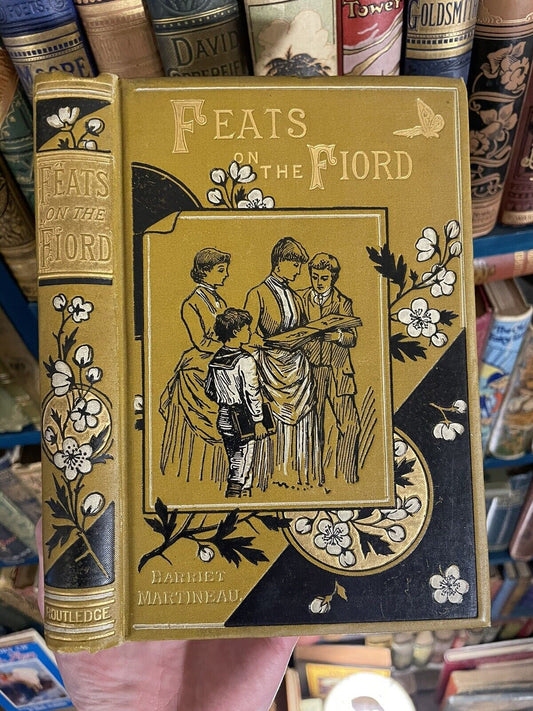 DAVID
TOWER
GOLDSMITH
FEATS
ON THE FIORD
FEATS
ON THE
FIORD
HARRIET
MARTINEAU.
ROUTLEDGE